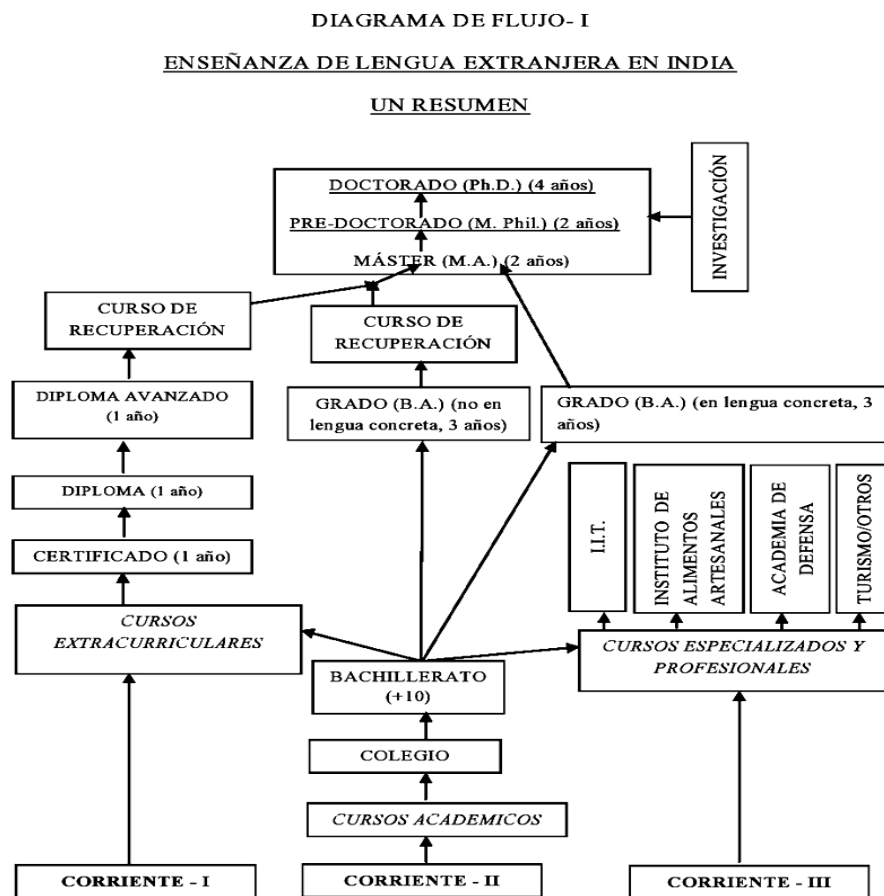 DIAGRAMA DE FLUJO- I
ENSEÑANZA DE LENGUA EXTRANJERA EN INDIA
UN RESUMEN
DOCTORADO (Ph.D.) (4 años)
PRE-DOCTORADO (M. Phil.) (2 años)
MÁSTER (M.A.) (2 años)
INVESTIGACIÓN
CURSO DE
RECUPERACIÓN
CURSO DE
RECUPERACIÓN
DIPLOMA AVANZADO
(1 año)
GRADO (B.A.) (no en
lengua concreta, 3 años)
GRADO (B.A.) (en lengua concreta, 3
años)
DIPLOMA (1 año)
CERTIFICADO (1 año)
I.I.T.
INSTITUTO DE
ALIMENTOS
ARTESANALES
ACADEMIA DE
DEFENSA
TURISMO/OTROS
CURSOS
EXTRACURRICULARES
BACHILLERATO
(+10)
CURSOS ESPECIALIZADOS Y
PROFESIONALES
COLEGIO
CURSOS ACADEMICOS
CORRIENTE - I
CORRIENTE - II
CORRIENTE - III